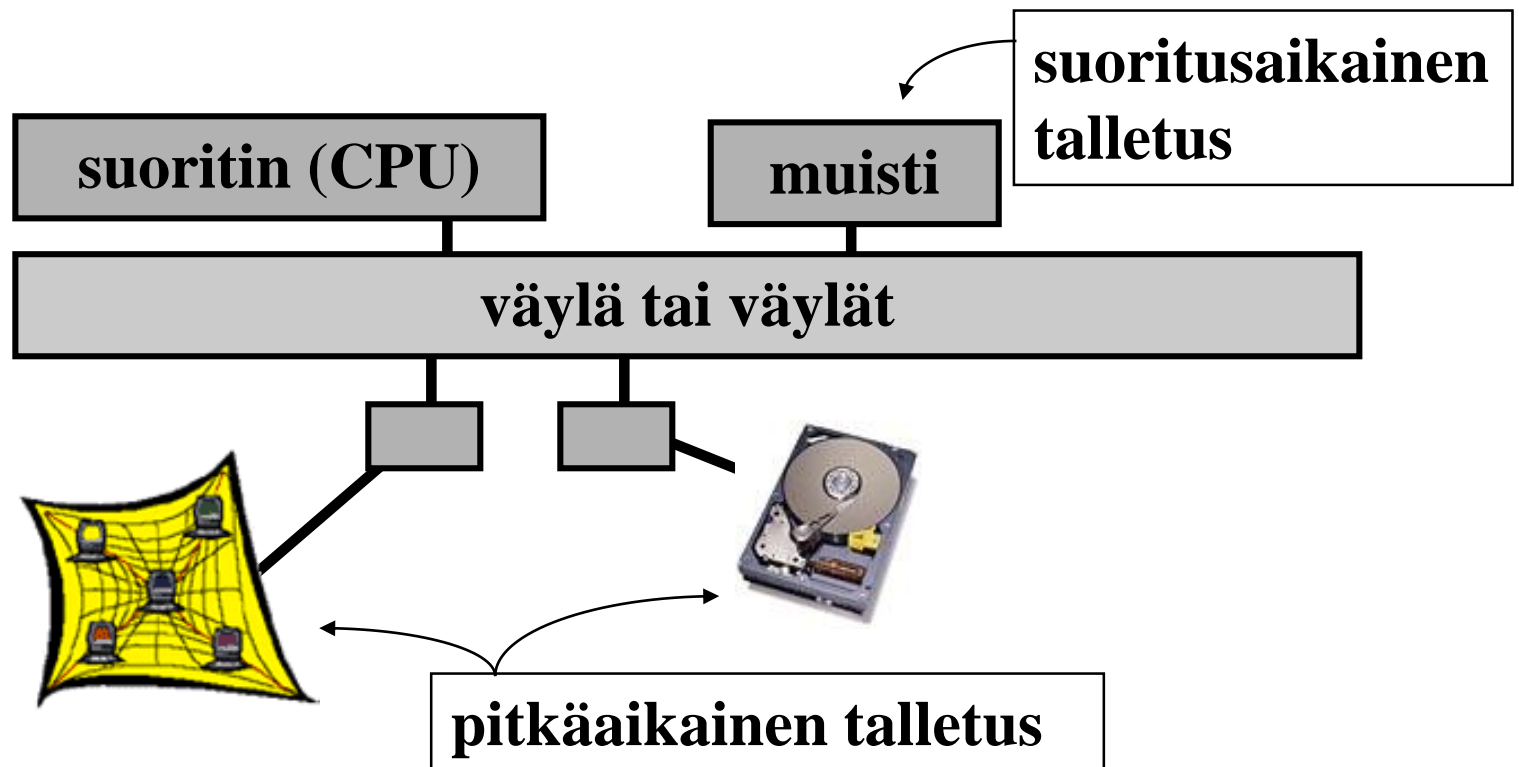 suoritusaikainen
talletus
suoritin (CPU)
muisti
väylä tai väylät
pitkäaikainen talletus